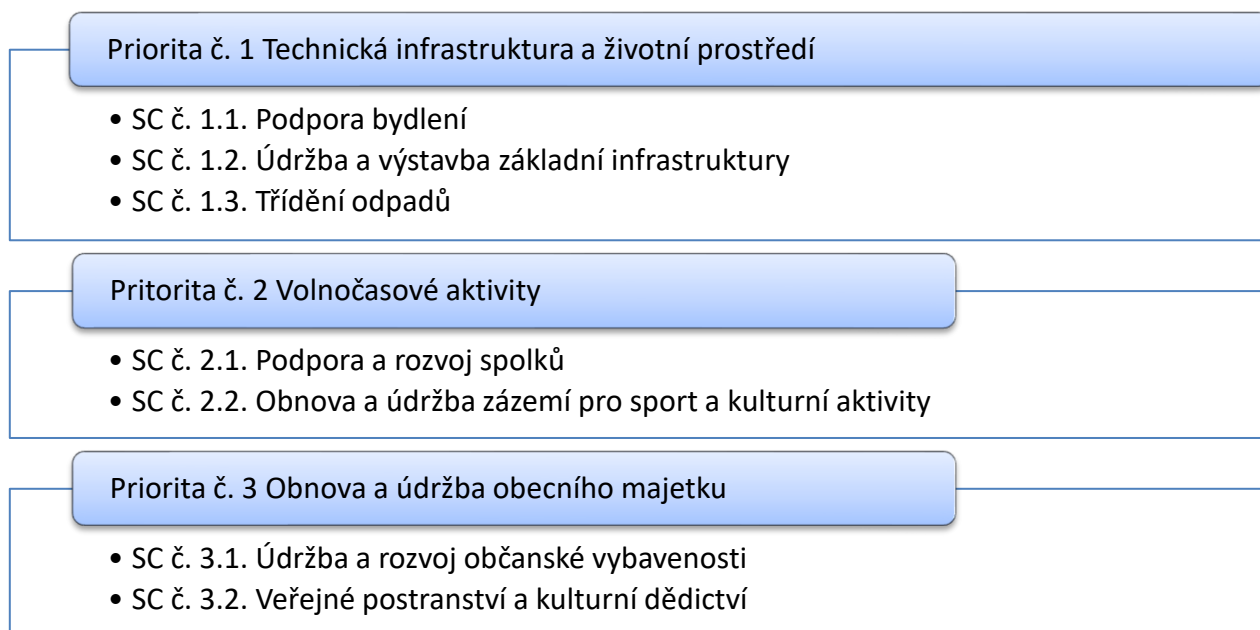 Priorita č. 1 Technická infrastruktura a životní prostředí
• SC č. 1.1. Podpora bydlení
• SC č. 1.2. Údržba a výstavba základní infrastruktury
• SC č. 1.3. Třídění odpadů
Pritorita č. 2 Volnočasové aktivity
• SC č. 2.1. Podpora a rozvoj spolků
• SC č. 2.2. Obnova a údržba zázemí pro sport a kulturní aktivity
Priorita č. 3 Obnova a údržba obecního majetku
• SC č. 3.1. Údržba a rozvoj občanské vybavenosti
• SC č. 3.2. Veřejné postranství a kulturní dědictví